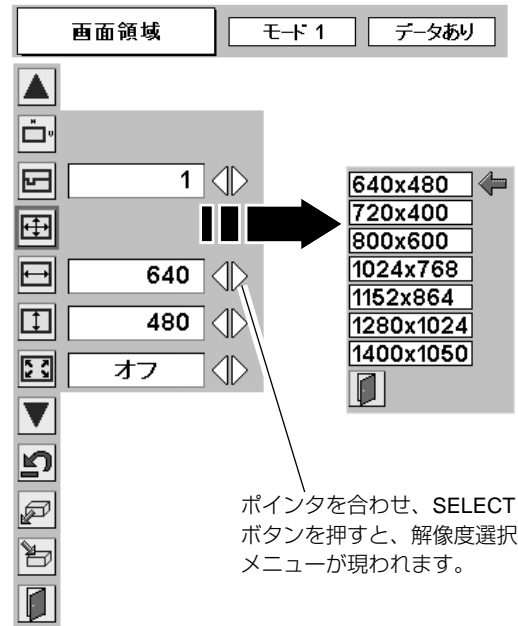 画面領域
モード 1
データあり
H
V
1
640
480
オフ
640x480
720x400
800x600
1024x768
1152x864
1280x1024
1400x1050
ポインタを合わせ、SELECT
ボタンを押すと、解像度選択
メニューが現われます。